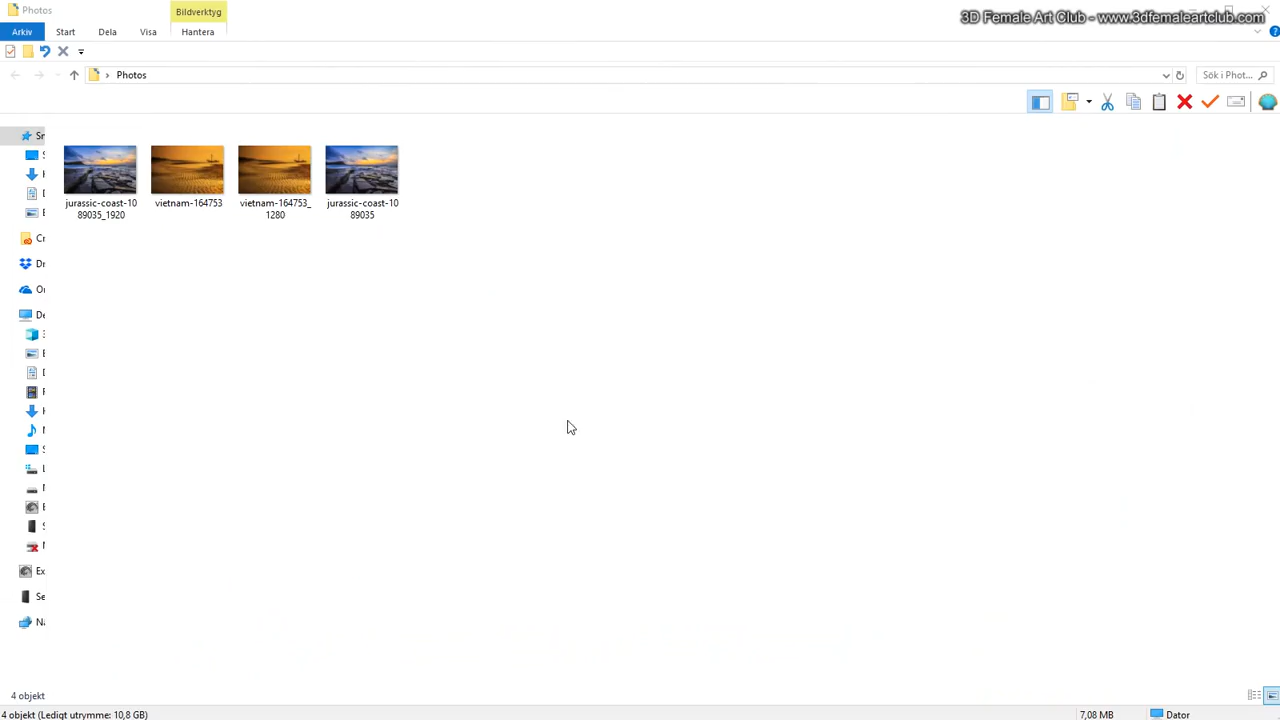 Photos
Bildverktyg
3D Female Art Club - www.3dfemaleartclub.com
Arkiv
Start
Dela
Visa
Hantera
Photos
Sök i Phot...
jurassic-coast-10
89035_1920
vietnam-164753
vietnam-164753_
1280
jurassic-coast-10
89035
4 objekt
4 objekt (Ledigt utrymme: 10,8 GB)
7,08 MB
Dator